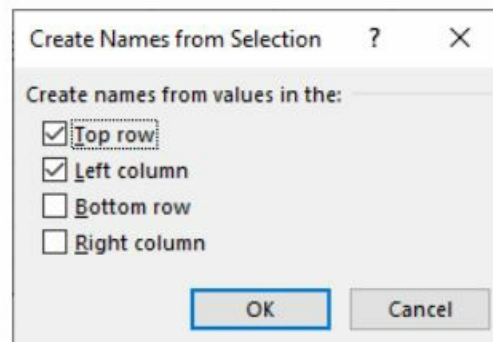 Create Names from Selection ? ×
Create names from values in the:
Top row
Left column
Bottom row
Right column
OK Cancel